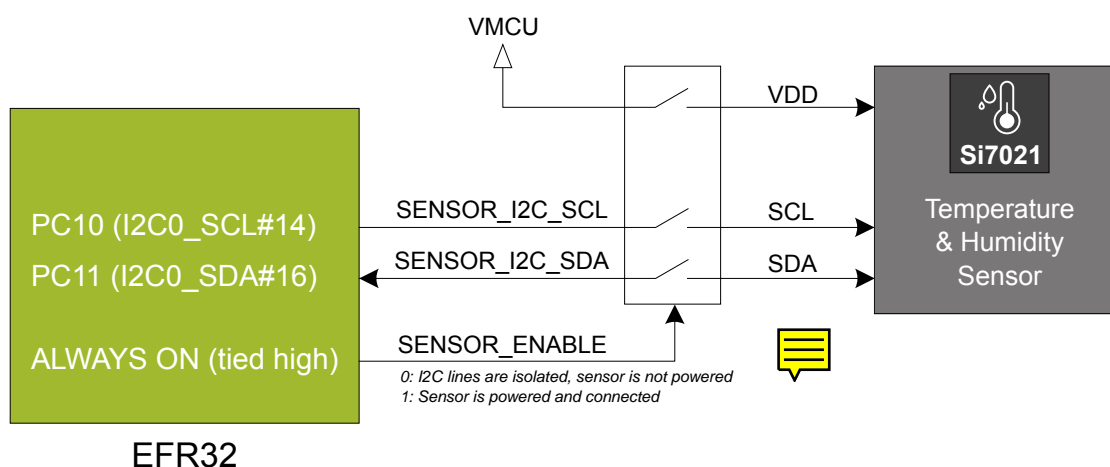 VMCU
VDD
Si7021
PC10 (I2C0_SCL#14)
SENSOR_I2C_SCL
SCL
Temperature
& Humidity
Sensor
PC11 (I2C0_SDA#16)
SENSOR_I2C_SDA
SDA
ALWAYS ON (tied high)
SENSOR_ENABLE
0: I2C lines are isolated, sensor is not powered
1: Sensor is powered and connected
EFR32